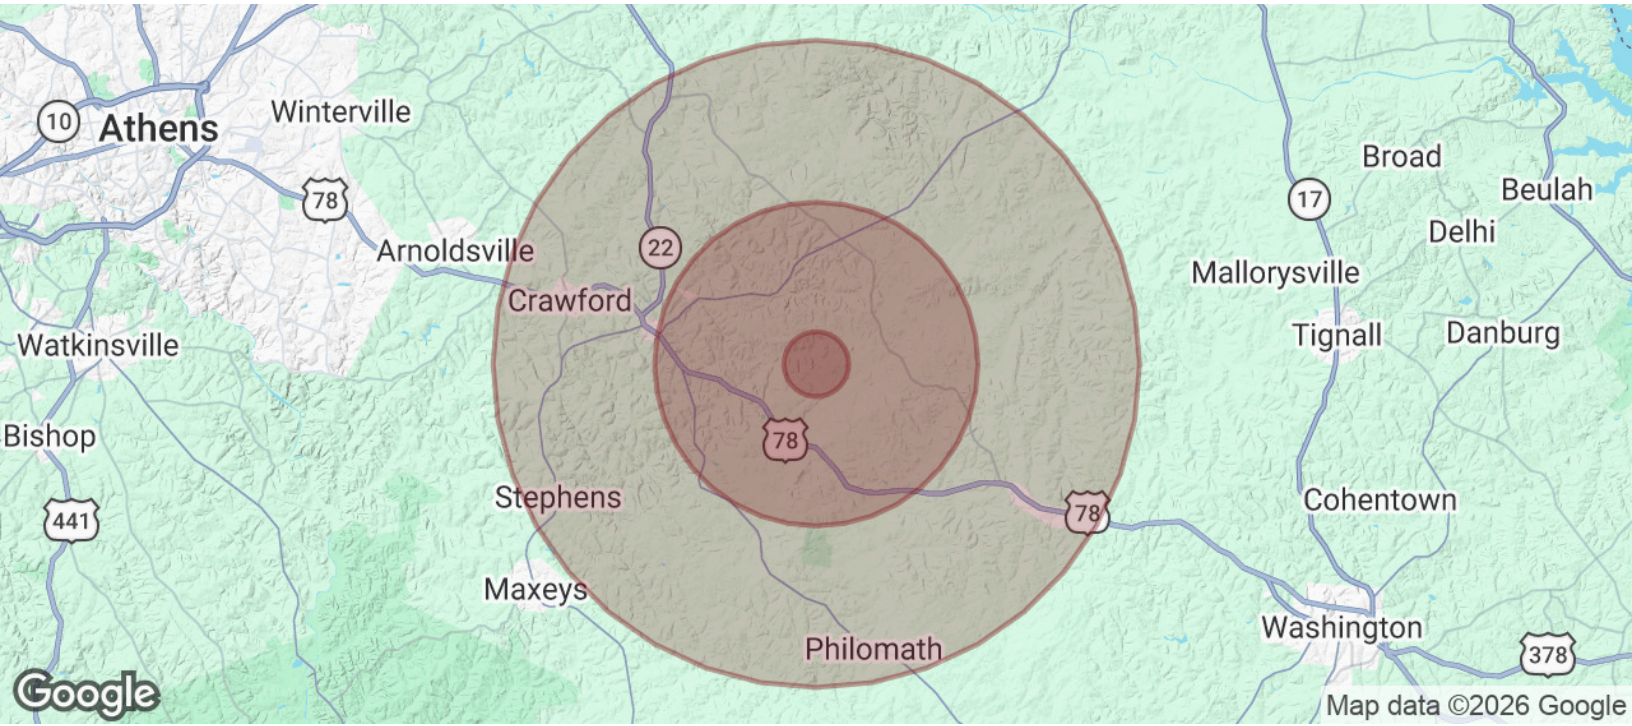 10
Athens
Winterville
78
Arnoldsville
22
Crawford
Watkinsville
Bishop
441
78
Stephens
Maxeys
Philomath
78
17
Broad
Beulah
Delhi
Mallorysville
Tignall
Danburg
Cohentown
Washington
378
Google
Map data ©2026 Google